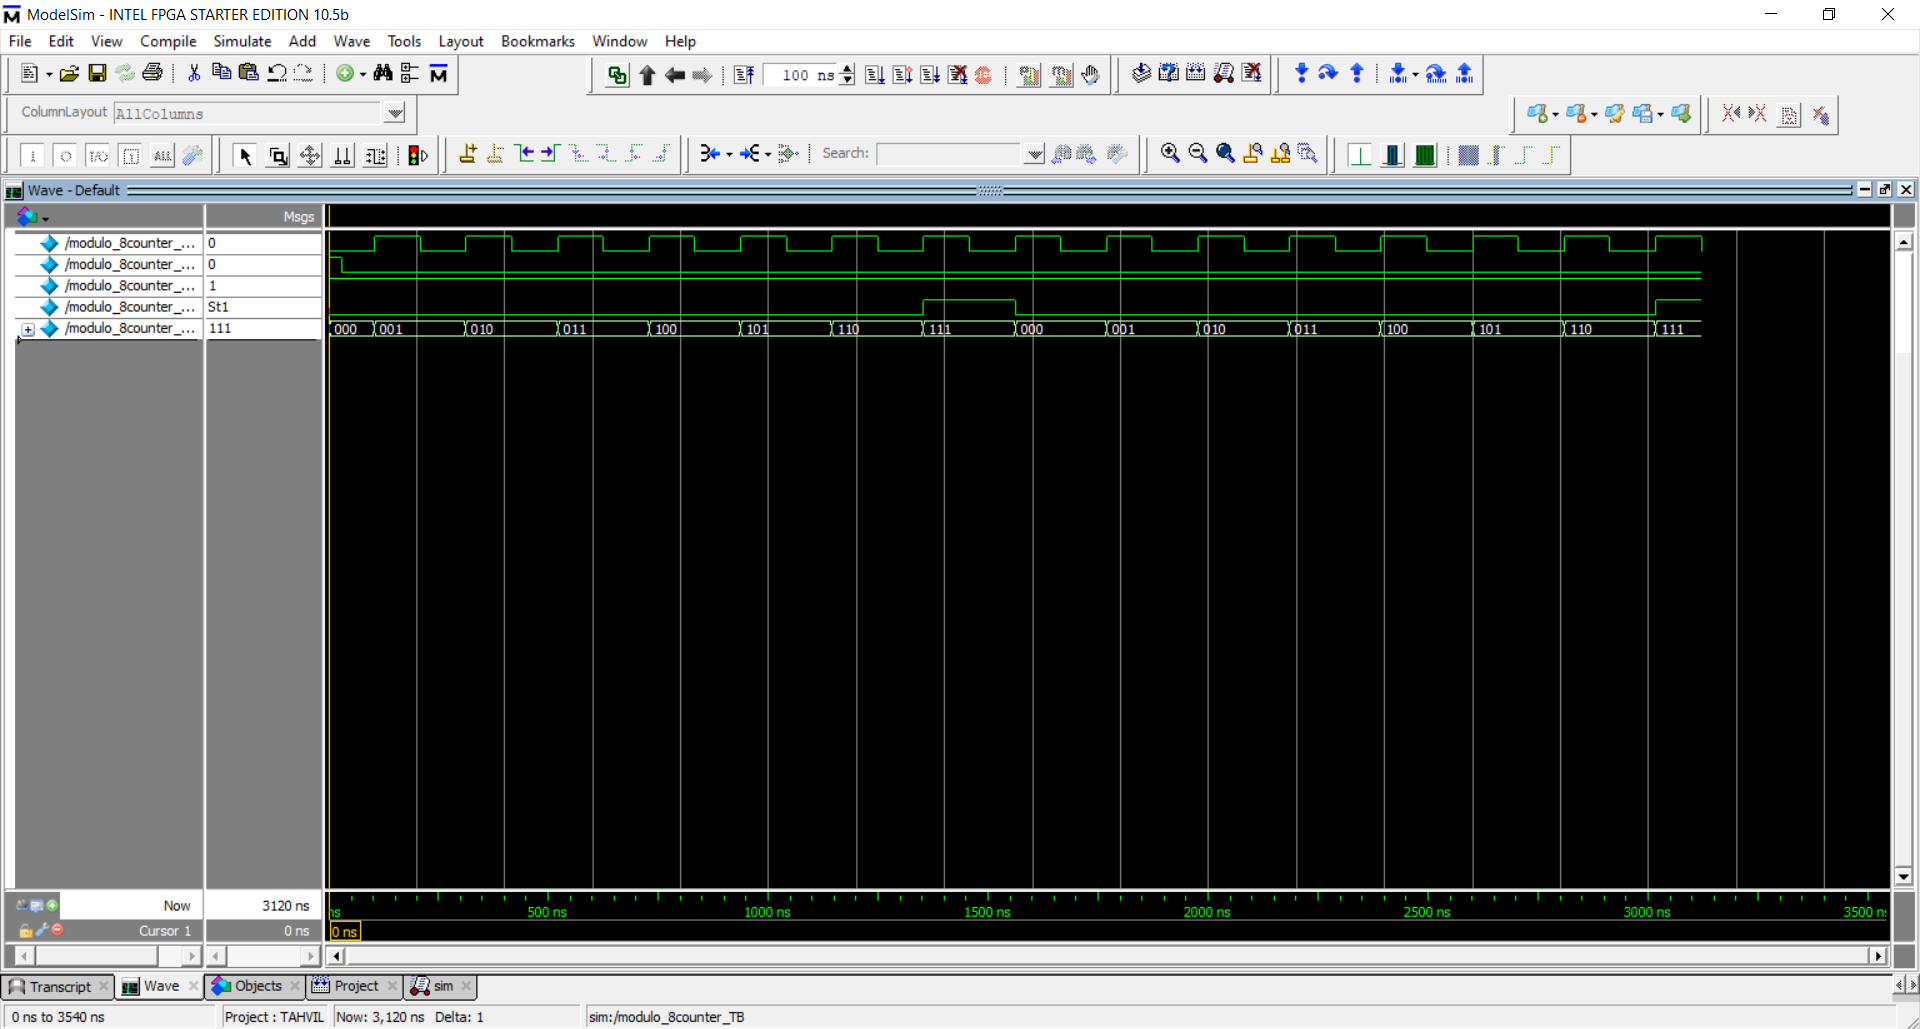 ModelSim - INTEL FPGA STARTER EDITION 10.5b
File Edit View Compile Simulate Add Wave Tools Layout Bookmarks Window Help
100 ns
ColumnLayout AllColumns
Search:
Wave - Default
Msgs
/modulo_8counter_... 0
/modulo_8counter_... 0
/modulo_8counter_... 1
/modulo_8counter_... St1
/modulo_8counter_... 111 000 001 010 011 100 101 110 111 000 001 010 011 100 101 110 111
Now 3120 ns ns 500 ns 1000 ns 1500 ns 2000 ns 2500 ns 3000 ns 3500 n
Cursor 1 0 ns 0 ns
Transcript Wave Objects Project sim
0 ns to 3540 ns Project : TAHVIL Now: 3,120 ns Delta: 1 sim:/modulo_8counter_TB